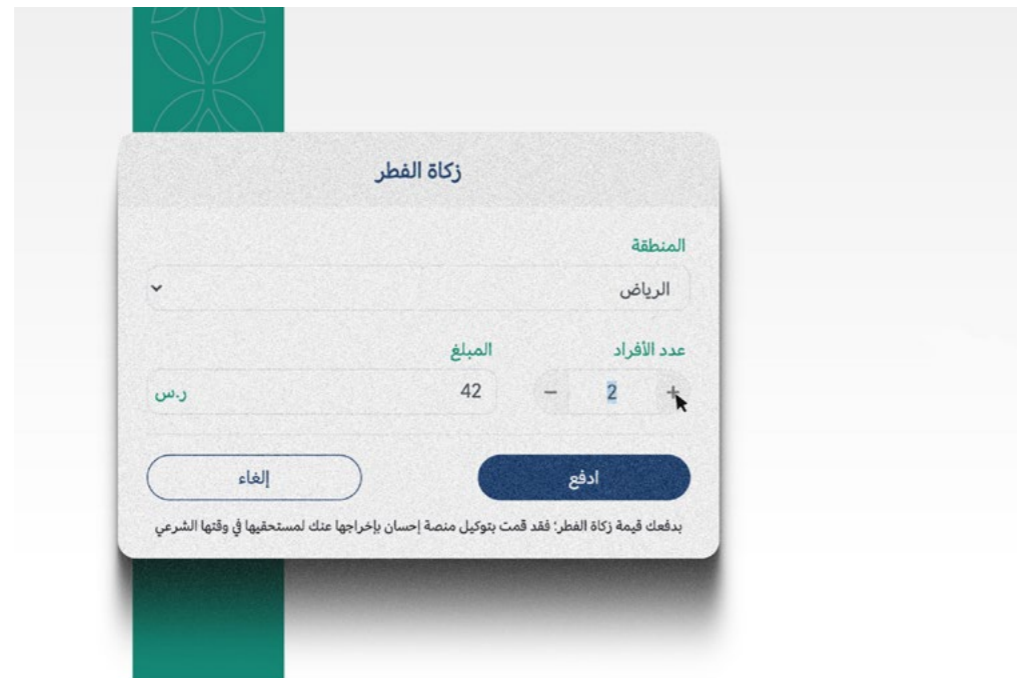 زكاة الفطر
المنطقة
الرياض
عدد الأفراد المبلغ
+ 2 − 42 ر.س
ادفع إلغاء
بدفعك قيمة زكاة الفطر؛ فقد قمت بتوكيل منصة إحسان بإخراجها عنك لمستحقيها في وقتها الشرعي